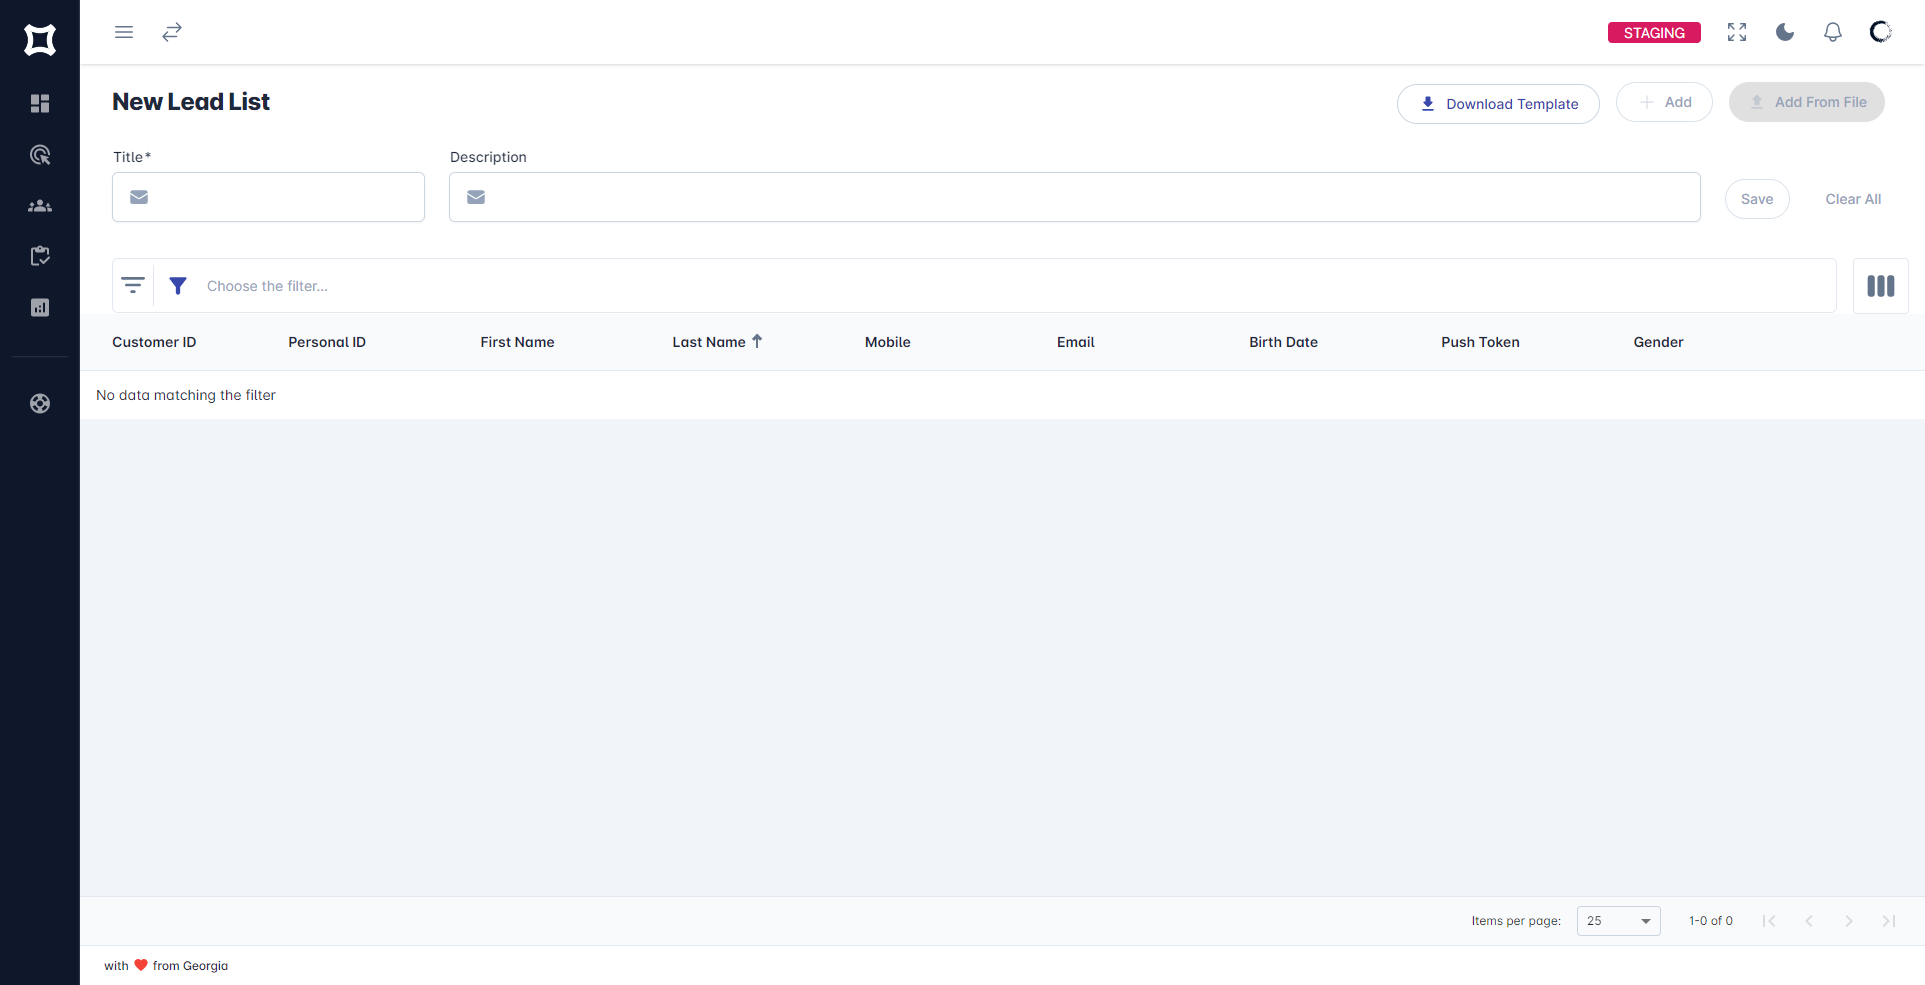 STAGING
New Lead List
Download Template
Add
Add From File
Title*
Description
Save
Clear All
Choose the filter...
Customer ID
Personal ID
First Name
Last Name
Mobile
Email
Birth Date
Push Token
Gender
No data matching the filter
Items per page:
25
1-0 of 0
with ❤️ from Georgia